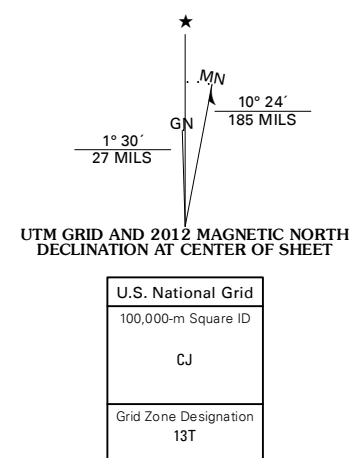 ★
MN
GN
10° 24´
185 MILS
1° 30´
27 MILS
UTM GRID AND 2012 MAGNETIC NORTH
DECLINATION AT CENTER OF SHEET
U.S. National Grid
100,000-m Square ID
CJ
Grid Zone Designation
13T